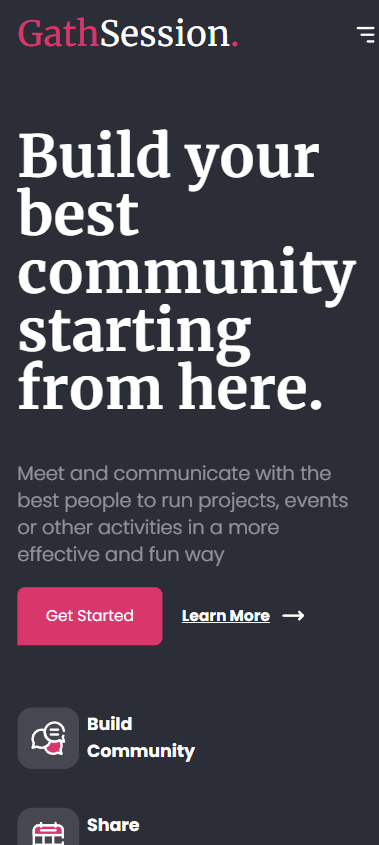 GathSession.
Build your
best
community
starting
from here.
Meet and communicate with the
best people to run projects, events
or other activities in a more
effective and fun way
Get Started
Learn More
Build
Community
Share